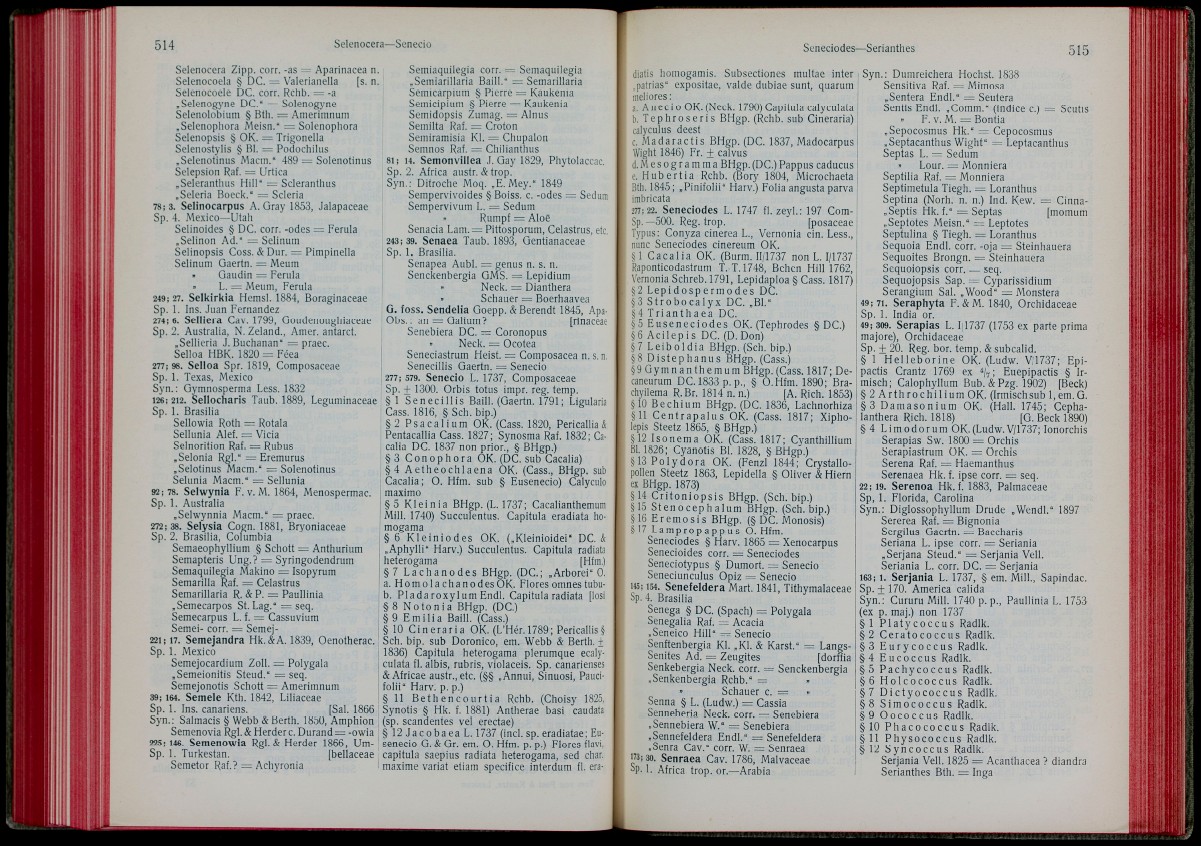 514
Selenocera—Senecio
Selenocera Zipp. corr. -as = Aparinacea n.
Selenocoela § DC. = Valerianella [s. n.
Selenocoele DC. corr. Rchb. = -a
„Selenogyne DC.“ = Solenogyne
Selenolobium § Bth. = Amerimnum
„Selenophora Meisn.“ = Solenophora
Selenopsis § OK. = Trigonella
Selenostylis § Bl. = Podochilus
„Selenotinus Macm.“ 489 = Solenotinus
Selepsion Raf. = Urtica
„Seleranthus Hill“ = Scleranthus
„Seleria Boeck.“ = Scleria
78; 3. Selinocarpus A. Gray 1853, Jalapaceae
Sp. 4. Mexico—Utah
Selinoides § DC. corr. -odes = Ferula
„Selinon Ad.“ = Selinum
Selinopsis Coss. & Dur. = Pimpinella
Selinum Gaertn. = Meum
„ Gaudin = Ferula
„ L. = Meum, Ferula
249; 27. Selkirkia Hemsl. 1884, Boraginaceae
Sp. 1. Ins. Juan Fernandez
274; 6. Selliera Cav. 1799, Goudenoughiaceae
Sp. 2. Australia, N. Zeland., Amer. antarct.
„Sellieria J. Buchanan“ = praec.
Selloa HBK. 1820 = Féea
277; 98. Selloa Spr. 1819, Composaceae
Sp. 1. Texas, Mexico
Syn.: Gymnosperma Less. 1832
126; 212. Sellocharis Taub. 1889, Leguminaceae
Sp. 1. Brasilia
Sellowia Roth = Rotala
Sellunia Alef. = Vicia
Selnorition Raf. = Rubus
„Selonia Rgl.“ = Eremurus
„Selotinus Macm.“ = Solenotinus
Selunia Macm.“ = Sellunia
92; 78. Selwynia F. v. M. 1864, Menospermac.
Sp. 1. Australia
„Selwynnia Macm.“ = praec.
272; 38. Selysia Cogn. 1881, Bryoniaceae
Sp. 2. Brasilia, Columbia
Semaeophyllium § Schott = Anthurium
Semapteris Ung.? = Syringodendrum
Semaquilegia Makino = Isopyrum
Semarilla Raf. = Celastrus
Semarillaria R. & P. = Paullinia
„Semecarpos St. Lag.“ = seq.
Semecarpus L. f. = Cassuvium
Semei- corr. = Semej-
221; 17. Semejandra Hk. & A. 1839, Oenotherac.
Sp. 1. Mexico
Semejocardium Zoll. = Polygala
„Semeionitis Steud.“ = seq.
Semejonotis Schott = Amerimnum
39; 164. Semele Kth. 1842, Liliaceae
Sp. 1. Ins. canariens. [Sal. 1866
Syn.: Salmacis § Webb & Berth. 1850, Amphion
Semenovia Rgl. & Herder c. Durand = -owia
995; 146. Semenowia Rgl. & Herder 1866, Um-
Sp. 1. Turkestan. [bellaceae
Semetor Raf.? = Achyronia
Semiaquilegia corr. = Semaquilegia
„Semiarillaria Baill.“ = Semarillaria
Semicarpium § Pierre = Kaukenia
Semicipium § Pierre = Kaukenia
Semidopsis Zumag. = Alnus
Semilta Raf. = Croton
Semiramisia Kl. = Chupalon
Semnos Raf. = Chilianthus
81; 14. Semonvillea J. Gay 1829, Phytolaccac.
Sp. 2. Africa austr. & trop.
Syn.: Ditroche Moq. „E. Mey.“ 1849
Sempervivoides § Boiss. c. -odes = Sedum
Sempervivum L. = Sedum
„ Rumpf = Aloë
Senacia Lam. = Pittosporum, Celastrus, etc.
243; 39. Senaea Taub. 1893, Gentianaceae
Sp. 1. Brasilia.
Senapea Aubl. = genus n. s. n.
Senckenbergia GMS. = Lepidium
„ Neck. = Dianthera
„ Schauer = Boerhaavea
G. foss. Sendelia Goepp. & Berendt 1845, Apa-
Obs.: an = Galium? [rinaceae
Senebiera DC. = Coronopus
„ Neck. = Ocotea
Seneciastrum Heist. = Composacea n. s. n.
Senecillis Gaertn. = Senecio
277; 579. Senecio L. 1737, Composaceae
Sp. ± 1300. Orbis totus impr. reg. temp.
§ 1 Senecillis Baill. (Gaertn. 1791; Ligularia
Cass. 1816, § Sch. bip.)
§ 2 Psacalium OK. (Cass. 1820, Pericallia &
Pentacallia Cass. 1827; Synosma Raf. 1832; Ca-
calia DC. 1837 non prior., § BHgp.)
§ 3 Conophora OK. (DC. sub Cacalia)
§ 4 Aetheochlaena OK. (Cass., BHgp. sub
Cacalia; O. Hfm. sub § Eusenecio) Calyculo
maximo
§ 5 Kleinia BHgp. (L. 1737; Cacalianthemum
Mill. 1740) Succulentus. Capitula eradiata ho-
mogama
§ 6 Kleiniodes OK. („Kleinioidei“ DC. &
„Aphylli“ Harv.) Succulentus. Capitula radiata
heterogama [Hfm.)
§ 7 Lachanodes BHgp. (DC.; „Arborei“ O.
a. Homolachanodes OK. Flores omnes tubu-
b. Pladaroxylum Endl. Capitula radiata [losi
§ 8 Notonia BHgp. (DC.)
§ 9 Emilia Baill. (Cass.)
§ 10 Cineraria OK. (L'Hér. 1789; Pericallis §
Sch. bip. sub Doronico, em. Webb & Berth. ±
1836) Capitula heterogama plerumque ecaly-
culata fl. albis, rubris, violaceis. Sp. canarienses
& Africae austr., etc. (§§ „Annui, Sinuosi, Pauci-
folii“ Harv. p. p.)
§ 11 Bethencourtia Rchb. (Choisy 1825,
Synotis § Hk. f. 1881) Antherae basi caudata
(sp. scandentes vel erectae)
§ 12 Jacobaea L. 1737 (incl. sp. eradiatae; Eu-
senecio G. & Gr. em. O. Hfm. p. p.) Flores flavi,
capitula saepius radiata heterogama, sed char.
maxime variat etiam specifice interdum fl. era-
Seneciodes—Serianthes
515
diatis homogamis. Subsectiones multae inter
„patrias“ expositae, valde dubiae sunt, quarum
meliores:
a. Anecio OK. (Neck. 1790) Capitula calyculata
b. Tephroseris BHgp. (Rchb. sub Cineraria)
calyculus deest
c. Madaractis BHgp. (DC. 1837, Madocarpus
Wight 1846) Fr. ± calvus
d. Mesogramma BHgp. (DC.) Pappus caducus
e. Hubertia Rchb. (Bory 1804, Microchaeta
Bth. 1845; „Pinifolii“ Harv.) Folia angusta parva
imbricata
277; 22. Seneciodes L. 1747 fl. zeyl.: 197 Com-
Sp. —500. Reg. trop. [posaceae
Typus: Conyza cinerea L., Vernonia cin. Less.,
nunc Seneciodes cinereum OK.
§ 1 Cacalia OK. (Burm. II/1737 non L. I/1737
Raponticodastrum T. T. 1748, Bchcn Hill 1762,
Vernonia Schreb. 1791, Lepidaploa § Cass. 1817)
§ 2 Lepidospermodes DC.
§ 3 Strobocalyx DC. „Bl.“
§ 4 Trianthaea DC.
§ 5 Euseneciodes OK. (Tephrodes § DC.)
§ 6 Acilepis DC. (D. Don)
§ 7 Leiboldia BHgp. (Sch. bip.)
§ 8 Distephanus BHgp. (Cass.)
§ 9 Gymnanthemum BHgp. (Cass. 1817; De-
caneurum DC. 1833 p. p., § O. Hfm. 1890; Bra-
chyilema R. Br. 1814 n. n.) [A. Rich. 1853)
§ 10 Bechium BHgp. (DC. 1836, Lachnorhiza
§ 11 Centrapalus OK. (Cass. 1817; Xipho-
lepis Steetz 1865, § BHgp.)
§ 12 Isonema OK. (Cass. 1817; Cyanthillium
Bl. 1826; Cyanotis Bl. 1828, § BHgp.)
§ 13 Polydora OK. (Fenzl 1844; Crystallo-
pollen Steetz 1863, Lepidella § Oliver & Hiern
ex BHgp. 1873)
§ 14 Critoniopsis BHgp. (Sch. bip.)
§ 15 Stenocephalum BHgp. (Sch. bip.)
§ 16 Eremosis BHgp. (§ DC. Monosis)
§ 17 Lampropappus O. Hfm.
Seneciodes § Harv. 1865 = Xenocarpus
Senecioides corr. = Seneciodes
Seneciotypus § Dumort. = Senecio
Seneciunculus Opiz = Senecio
145; 154. Senefeldera Mart. 1841, Tithymalaceae
Sp. 4. Brasilia
Senega § DC. (Spach) = Polygala
Senegalia Raf. = Acacia
„Seneico Hill“ = Senecio
Senftenbergia Kl. „Kl. & Karst.“ = Langs-
Senites Ad. = Zeugites [dorffia
Senkebergia Neck. corr. = Senckenbergia
„Senkenbergia Rchb.“ = „
„ Schauer c. = „
Senna § L. (Ludw.) = Cassia
Senneberia Neck. corr. = Senebiera
„Sennebiera W.“ = Senebiera
„Sennefeldera Endl.“ = Senefeldera
„Senra Cav.“ corr. W. = Senraea
173; 30. Senraea Cav. 1786, Malvaceae
Sp. 1. Africa trop. or.—Arabia
Syn.: Dumreichera Hochst. 1838
Sensitiva Raf. = Mimosa
„Sentera Endl.“ = Seutera
Sentis Endl. „Comm.“ (indice c.) = Scutis
„ F. v. M. = Bontia
„Sepocosmus Hk.“ = Cepocosmus
„Septacanthus Wight“ = Leptacanthus
Septas L. = Sedum
„ Lour. = Monniera
Septilia Raf. = Monniera
Septimetula Tiegh. = Loranthus
Septina (Norh. n. n.) Ind. Kew. = Cinna-
„Septis Hk. f.“ = Septas [momum
„Septotes Meisn.“ = Leptotes
Septulina § Tiegh. = Loranthus
Sequoia Endl. corr. -oja = Steinhauera
Sequoites Brongn. = Steinhauera
Sequoiopsis corr. = seq.
Sequojopsis Sap. = Cyparissidium
Serangium Sal. „Wood“ = Monstera
49; 71. Seraphyta F. & M. 1840, Orchidaceae
Sp. 1. India or.
49; 309. Serapias L. I/1737 (1753 ex parte prima
majore), Orchidaceae
Sp. ± 20. Reg. bor. temp. & subcalid.
§ 1 Helleborine OK. (Ludw. V/1737; Epi-
pactis Crantz 1769 ex 4/7; Euepipactis § Ir-
misch; Calophyllum Bub. & Pzg. 1902) [Beck)
§ 2 Arthrochilium OK. (Irmisch sub 1, em. G.
§ 3 Damasonium OK. (Hall. 1745; Cepha-
lanthera Rich. 1818) [G. Beck 1890)
§ 4 Limodorum OK. (Ludw. V/1737; Ionorchis
Serapias Sw. 1800 = Orchis
Serapiastrum OK. = Orchis
Serena Raf. = Haemanthus
Serenaea Hk. f. ipse corr. = seq.
22; 19. Serenoa Hk. f. 1883, Palmaceae
Sp. 1. Florida, Carolina
Syn.: Diglossophyllum Drude „Wendl.“ 1897
Sererea Raf. = Bignonia
Sergilus Gaertn. = Baccharis
Seriana L. ipse corr. = Seriania
„Serjana Steud.“ = Serjania Vell.
Seriania L. corr. DC. = Serjania
163; 1. Serjania L. 1737, § em. Mill., Sapindac.
Sp. ± 170. America calida
Syn.: Cururu Mill. 1740 p. p., Paullinia L. 1753
(ex p. maj.) non 1737
§ 1 Platycoccus Radlk.
§ 2 Ceratococcus Radlk.
§ 3 Eurycoccus Radlk.
§ 4 Eucoccus Radlk.
§ 5 Pachycoccus Radlk.
§ 6 Holcococcus Radlk.
§ 7 Dictyococcus Radlk.
§ 8 Simococcus Radlk.
§ 9 Oococcus Radlk.
§ 10 Phacococcus Radlk.
§ 11 Physococcus Radlk.
§ 12 Syncoccus Radlk.
Serjania Vell. 1825 = Acanthacea ? diandra
Serianthes Bth. = Inga